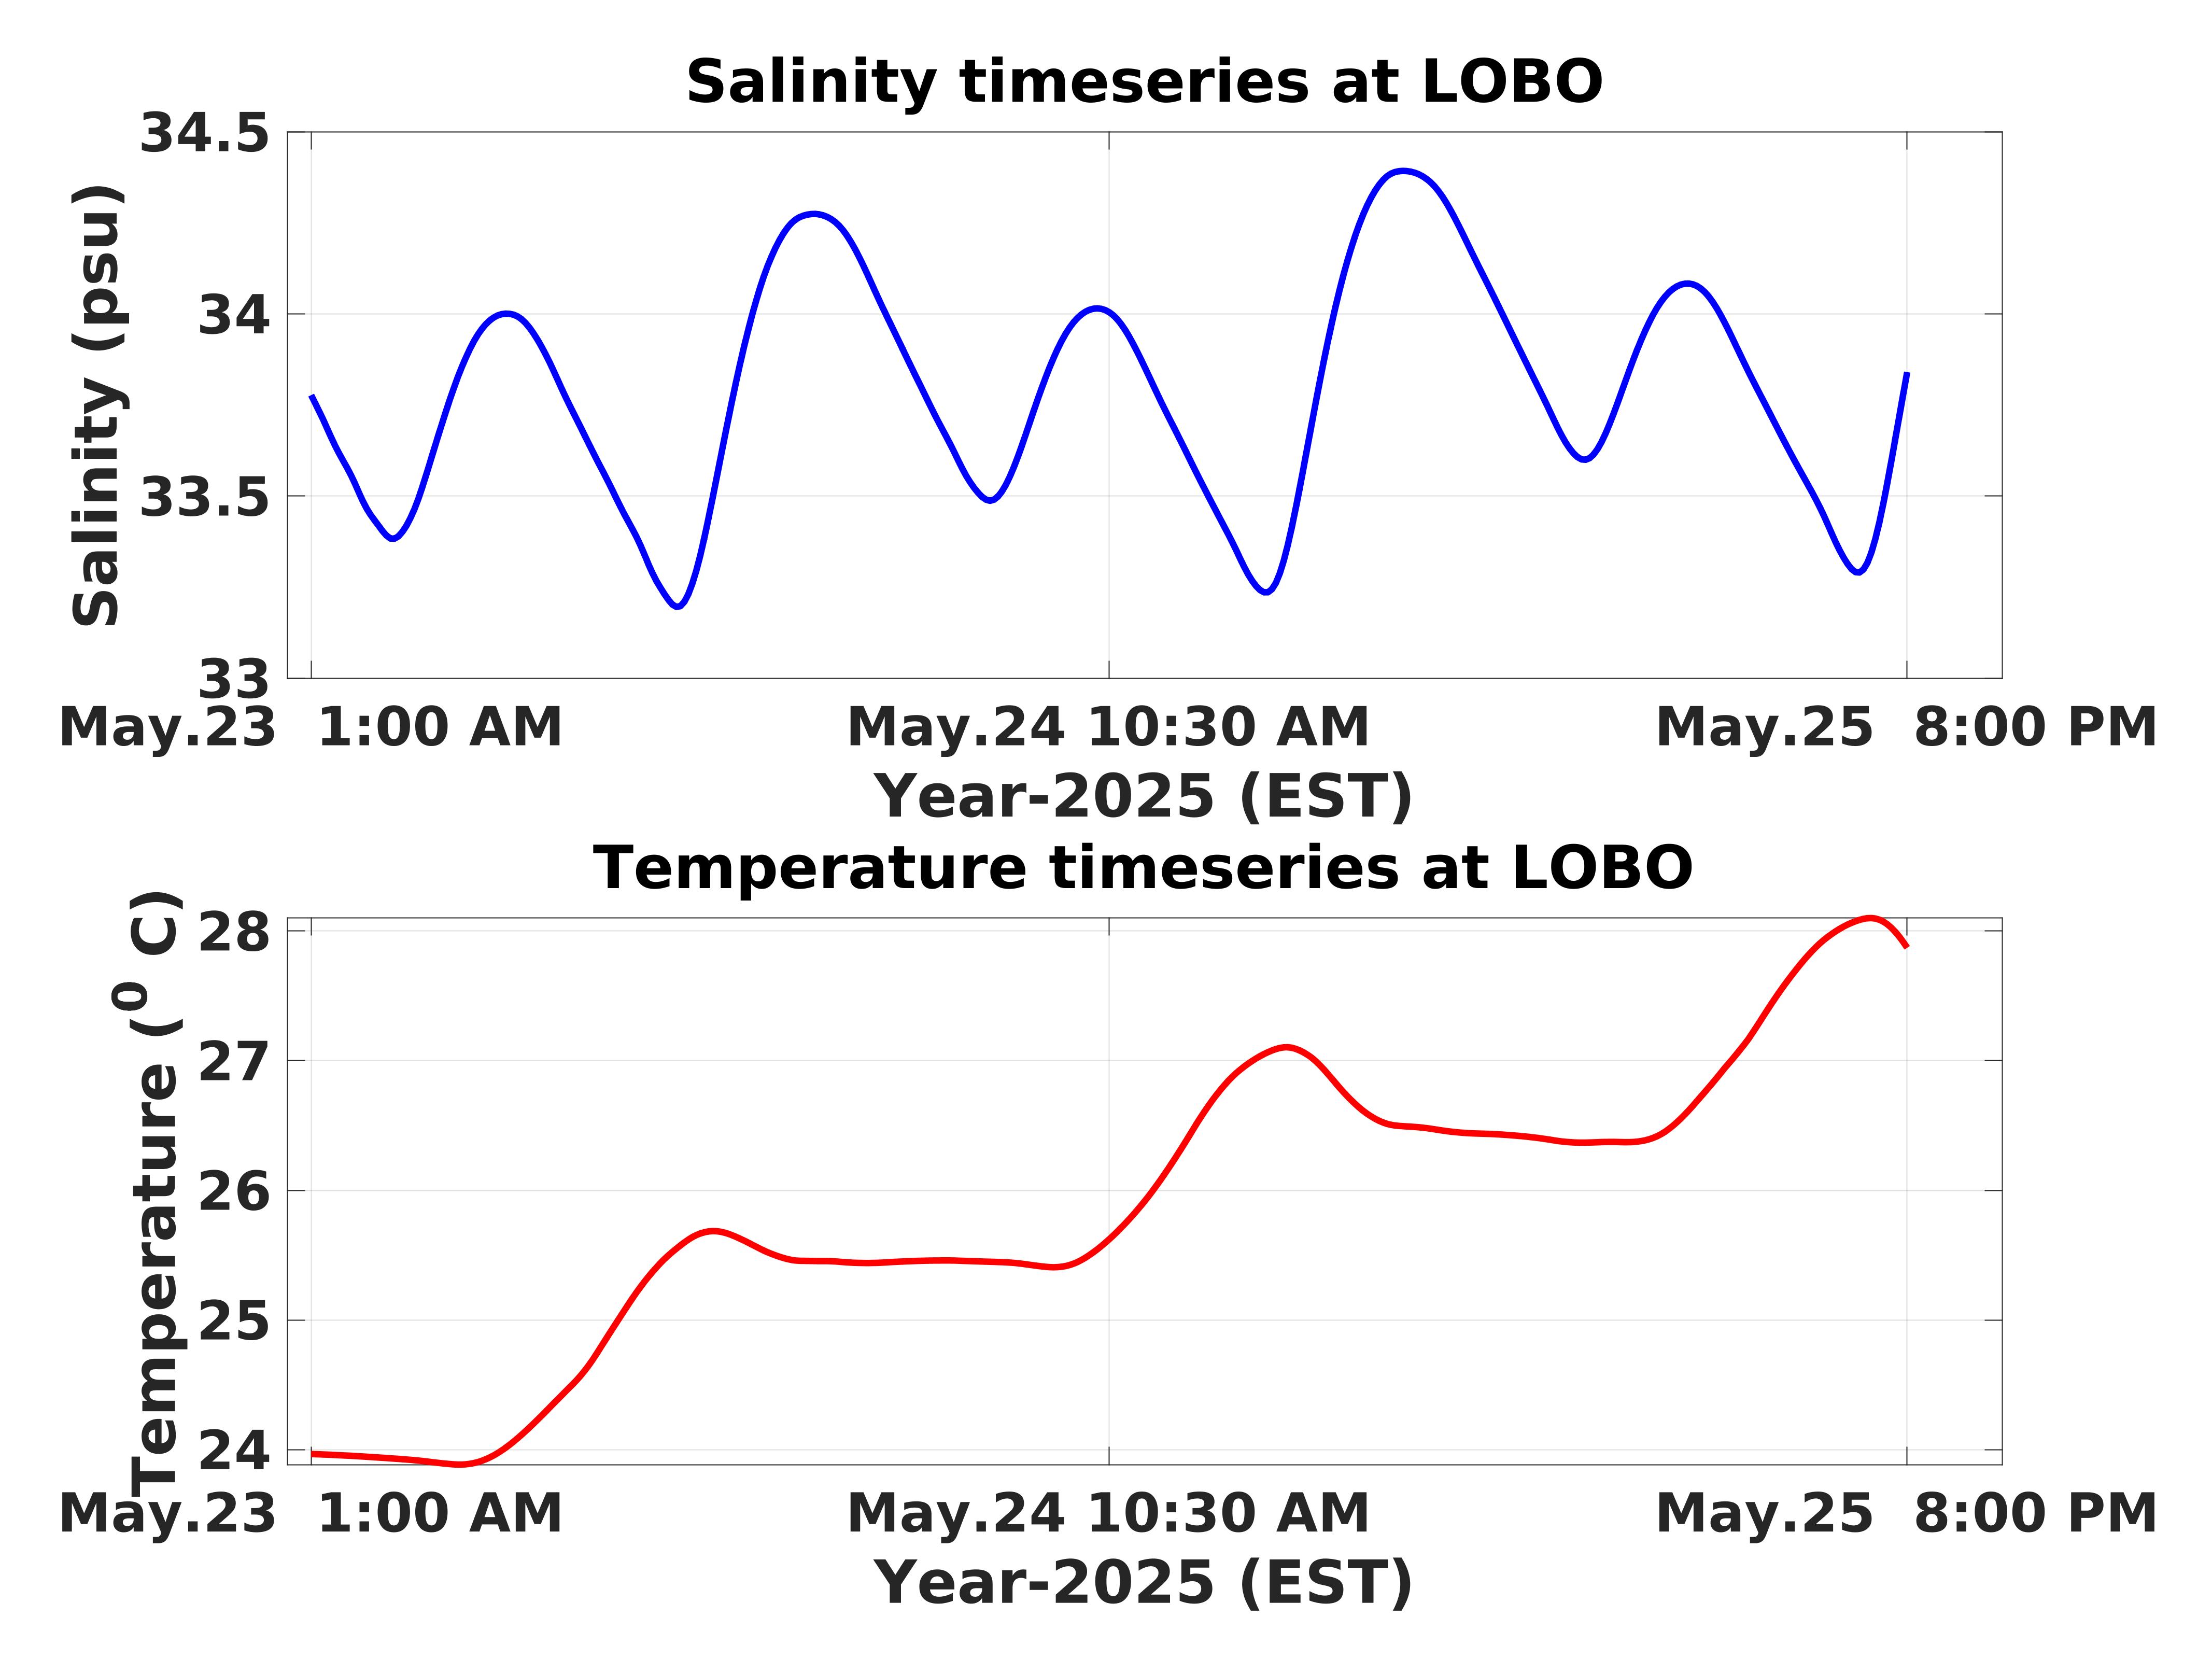 Salinity timeseries at LOBO
Salinity (psu)
34.5
34
33.5
33
May.23 1:00 AM
May.24 10:30 AM
May.25 8:00 PM
Year-2025 (EST)
Temperature timeseries at LOBO
Temperature (⁰ C)
28
27
26
25
24
May.23 1:00 AM
May.24 10:30 AM
May.25 8:00 PM
Year-2025 (EST)